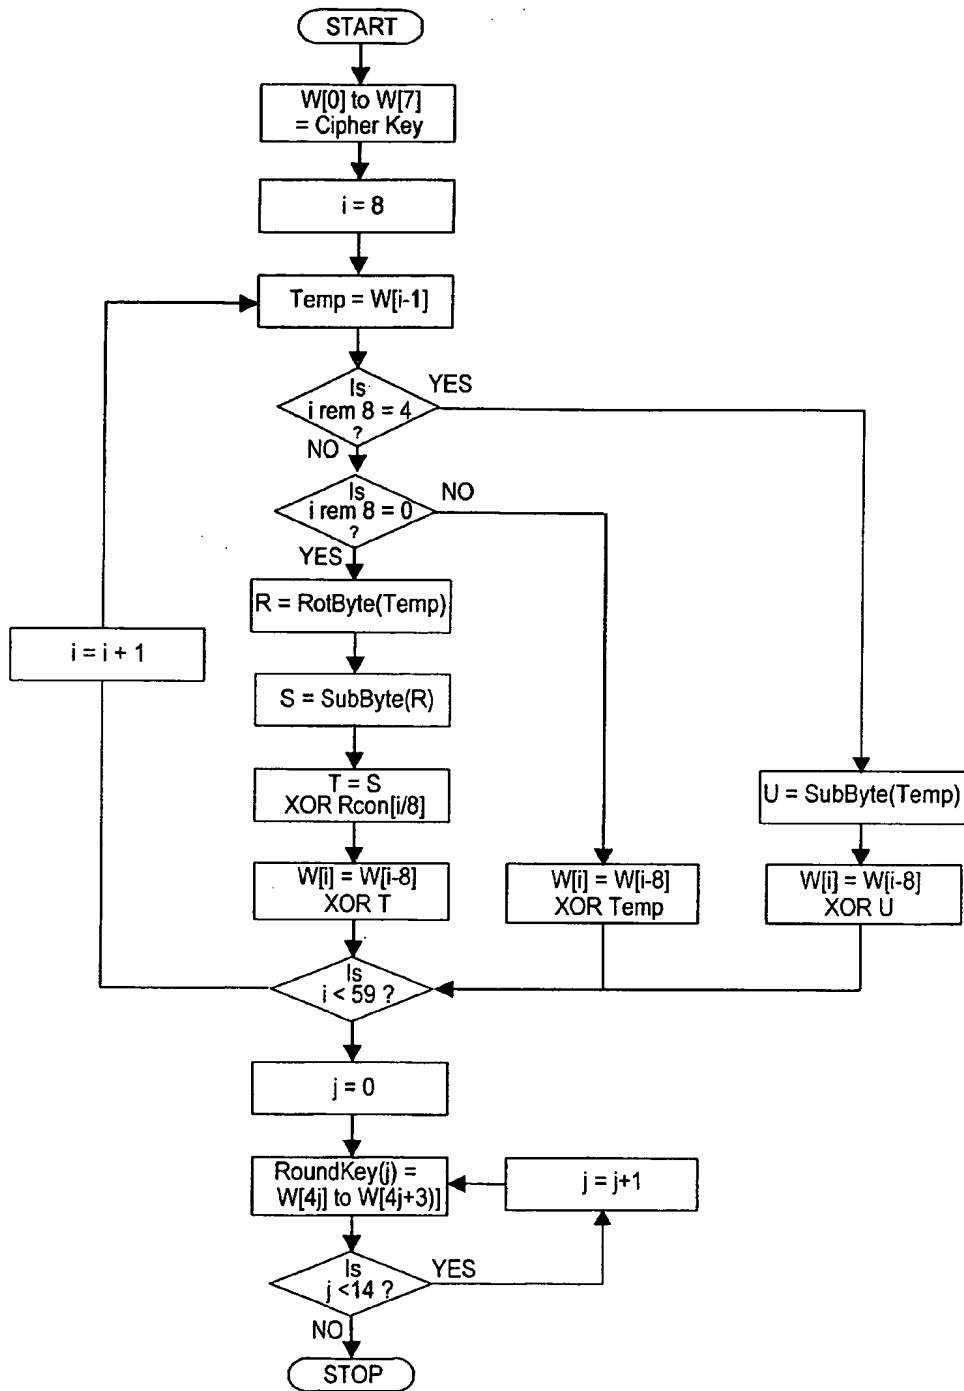 START
W[0] to W[7]
= Cipher Key
i = 8
Temp = W[i-1]
Is
i rem 8 = 4
?
YES
NO
Is
i rem 8 = 0
?
NO
YES
R = RotByte(Temp)
i = i + 1
S = SubByte(R)
T = S
XOR Rcon[i/8]
U = SubByte(Temp)
W[i] = W[i-8]
XOR T
W[i] = W[i-8]
XOR Temp
W[i] = W[i-8]
XOR U
Is
i < 59 ?
j = 0
RoundKey(j) =
W[4j] to W[4j+3)]
j = j+1
Is
j <14 ?
YES
NO
STOP